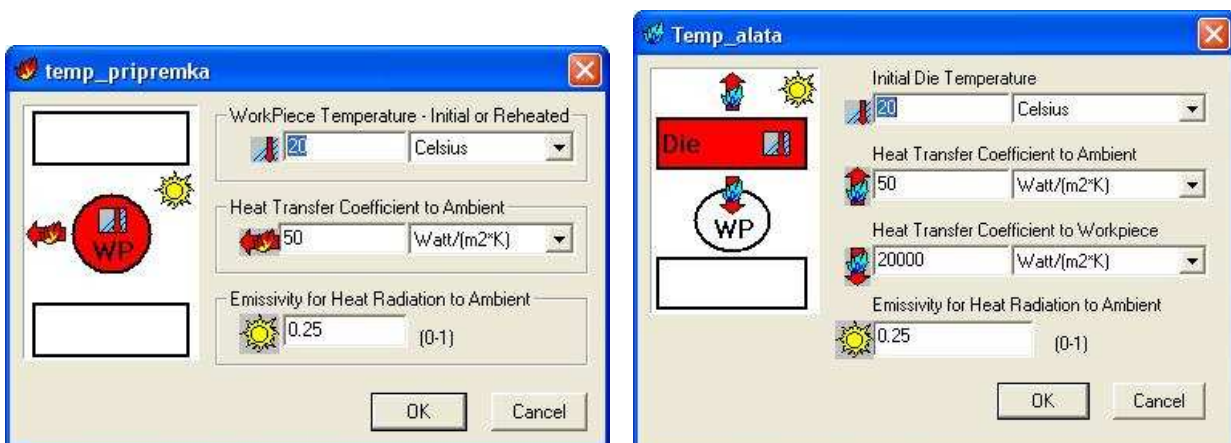 temp_pripremka
WorkPiece Temperature - Initial or Reheated
20 Celsius
Heat Transfer Coefficient to Ambient
WP
50 Watt/(m2*K)
Emissivity for Heat Radiation to Ambient
0.25 (0-1)
OK Cancel
Temp_alata
Initial Die Temperature
20 Celsius
Die
Heat Transfer Coefficient to Ambient
50 Watt/(m2*K)
WP
Heat Transfer Coefficient to Workpiece
20000 Watt/(m2*K)
Emissivity for Heat Radiation to Ambient
0.25 (0-1)
OK Cancel